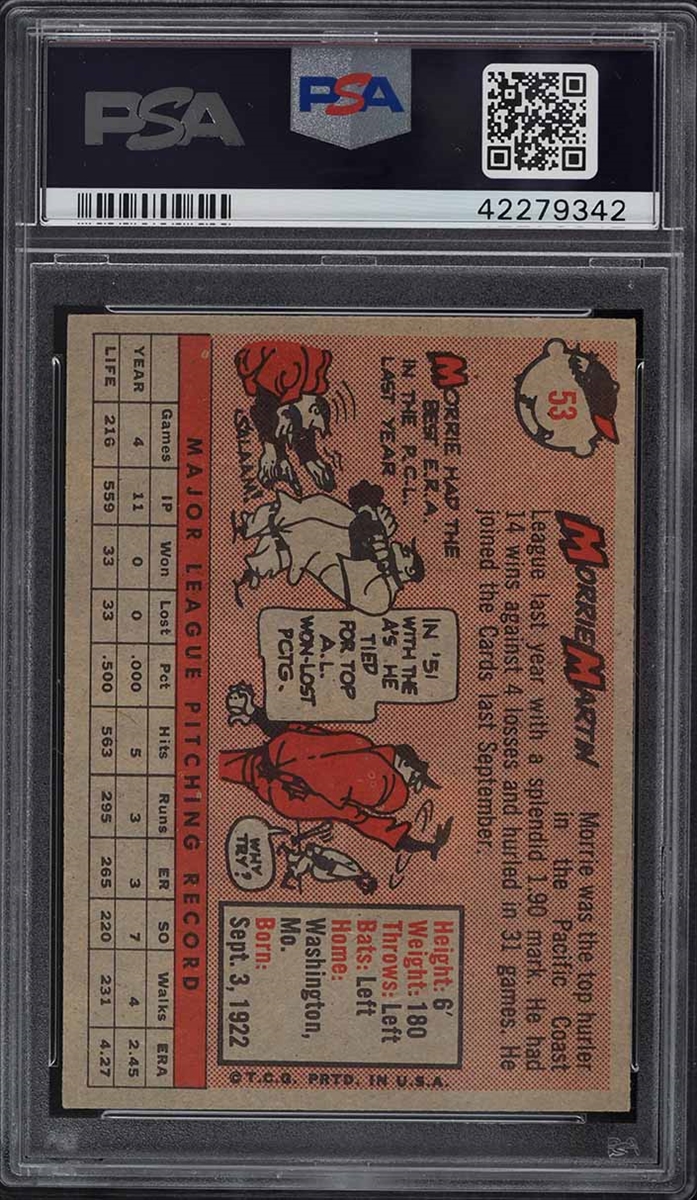 PSA
PSA
42279342
53
MORRIE MARTIN
Morrie was the top hurler
in the Pacific Coast
League last year with a splendid 1.90 mark. He had
14 wins against 4 losses and hurled in 31 games. He
joined the Cards last September.
MORRIE HAD THE
BEST E.R.A.
IN THE P.C.L.
LAST YEAR
SALAAM!
IN '51
WITH THE
A'S HE
TIED
FOR TOP
A.L.
WON-LOST
PCTG.
WHY
TRY?
Height: 6'
Weight: 180
Throws: Left
Bats: Left
Home:
Washington,
Mo.
Born:
Sept. 3, 1922
©T.C.G. PRTD. IN U.S.A.
MAJOR LEAGUE PITCHING RECORD
Games IP Won Lost Pct Hits Runs ER SO Walks ERA
YEAR 4 11 0 0 .000 5 3 3 7 4 2.45
LIFE 216 559 33 33 .500 563 295 265 220 231 4.27